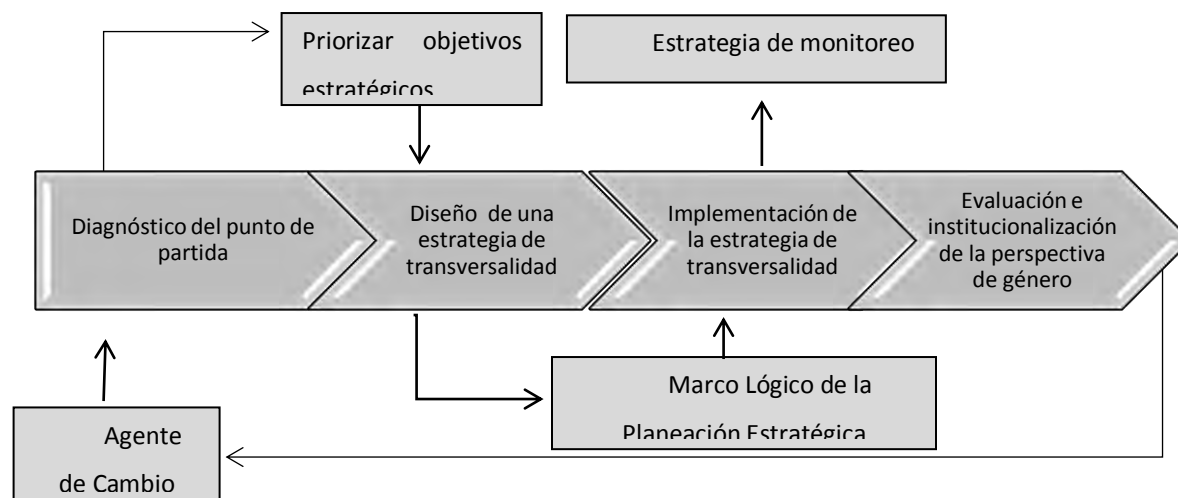 Priorizar objetivos
estratégicos
Estrategia de monitoreo
Diagnóstico del punto de
partida
Diseño de una
estrategia de
transversalidad
Implementación de
la estrategia de
transversalidad
Evaluación e
institucionalización
de la perspectiva
de género
Marco Lógico de la
Planeación Estratégica
Agente
de Cambio